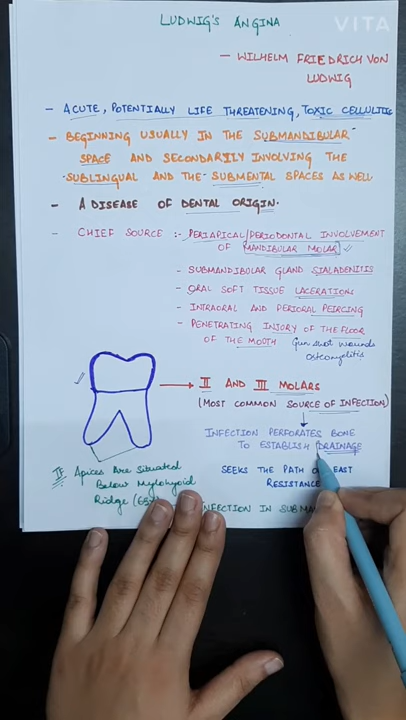 LUDWIG'S ANGINA
VITA
- WILHELM FRIEDRICH VON
LUDWIG
- ACUTE, POTENTIALLY LIFE THREATENING, TOXIC CELLULITIS
- BEGINNING USUALLY IN THE SUBMANDIBULAR
SPACE AND SECONDARILY INVOLVING THE
SUBLINGUAL AND THE SUBMENTAL SPACES AS WELL
- A DISEASE OF DENTAL ORIGIN.
- CHIEF SOURCE :- PERIAPICAL/PERIODONTAL INVOLVEMENT
OF MANDIBULAR MOLAR
- SUBMANDIBULAR GLAND SIALADENITIS
- ORAL SOFT TISSUE LACERATIONS
- INTRAORAL AND PERIORAL PEIRCING
- PENETRATING INJURY OF THE FLOOR
OF THE MOUTH Gun shot wounds
osteomyelitis
II AND III MOLARS
(MOST COMMON SOURCE OF INFECTION)
INFECTION PERFORATES BONE
TO ESTABLISH DRAINAGE
SEEKS THE PATH OF LEAST
RESISTANCE
If Apices Are Situated
Below Mylohyoid
Ridge
INFECTION IN